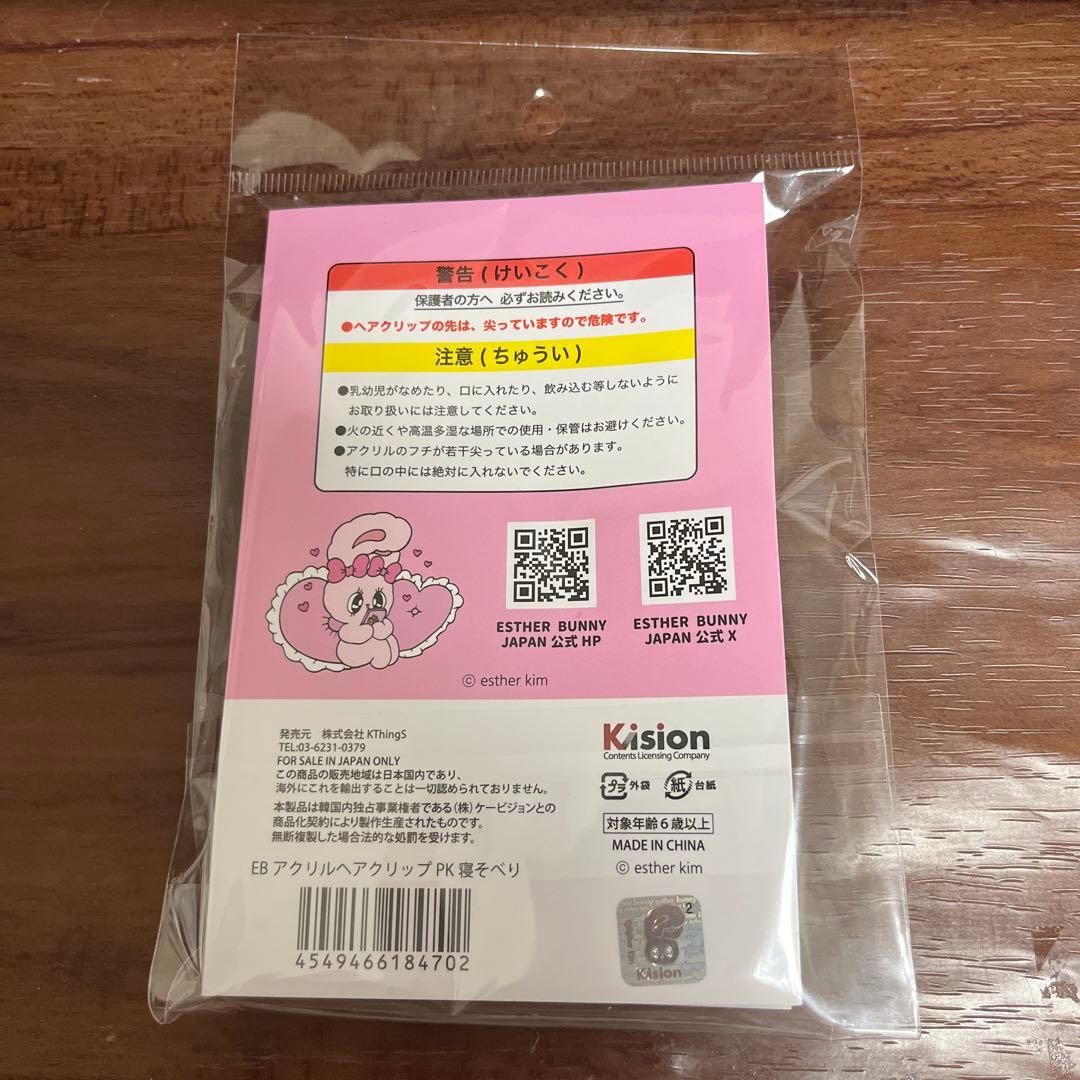 警告(けいこく)
保護者の方へ 必ずお読みください。
●ヘアクリップの先は、尖っていますので危険です。
注意(ちゅうい)
●乳幼児がなめたり、口に入れたり、飲み込む等しないように
お取り扱いには注意してください。
●火の近くや高温多湿な場所での使用・保管はお避けください。
●アクリルのフチが若干尖っている場合があります。
特に口の中には絶対に入れないでください。
ESTHER BUNNY
JAPAN 公式 HP
ESTHER BUNNY
JAPAN 公式 X
© esther kim
発売元 株式会社 KThingS
TEL:03-6231-0379
FOR SALE IN JAPAN ONLY
この商品の販売地域は日本国内であり、
海外にこれを輸出することは一切認められておりません。
本製品は韓国内独占事業権者である(株)ケービジョンとの
商品化契約により製作生産されたものです。
無断複製した場合法的な処罰を受けます。
EB アクリルヘアクリップ PK 寝そべり
4549466184702
Kision
Contents Licensing Company
プラ 外袋 紙 台紙
対象年齢6歳以上
MADE IN CHINA
© esther kim
2
Kision